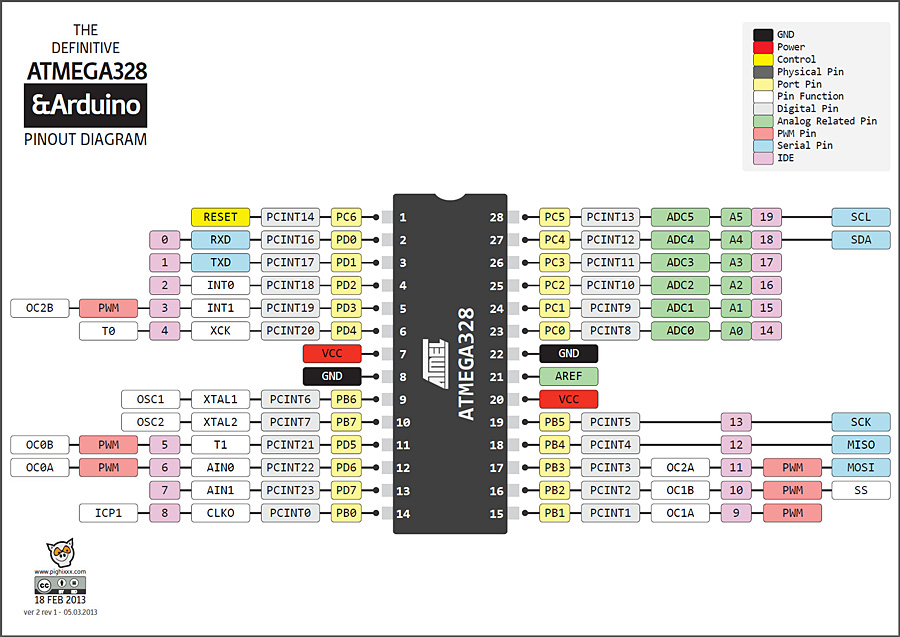 THE
DEFINITIVE
ATMEGA328
&Arduino
PINOUT DIAGRAM
GND
Power
Control
Physical Pin
Port Pin
Pin Function
Digital Pin
Analog Related Pin
PWM Pin
Serial Pin
IDE
RESET PCINT14 PC6 1 28 PC5 PCINT13 ADC5 A5 19 SCL
0 RXD PCINT16 PD0 2 27 PC4 PCINT12 ADC4 A4 18 SDA
1 TXD PCINT17 PD1 3 26 PC3 PCINT11 ADC3 A3 17
2 INT0 PCINT18 PD2 4 25 PC2 PCINT10 ADC2 A2 16
OC2B PWM 3 INT1 PCINT19 PD3 5 24 PC1 PCINT9 ADC1 A1 15
T0 4 XCK PCINT20 PD4 6 23 PC0 PCINT8 ADC0 A0 14
VCC 7 22 GND
GND 8 21 AREF
OSC1 XTAL1 PCINT6 PB6 9 20 VCC
OSC2 XTAL2 PCINT7 PB7 10 19 PB5 PCINT5 13 SCK
OC0B PWM 5 T1 PCINT21 PD5 11 18 PB4 PCINT4 12 MISO
OC0A PWM 6 AIN0 PCINT22 PD6 12 17 PB3 PCINT3 OC2A 11 PWM MOSI
7 AIN1 PCINT23 PD7 13 16 PB2 PCINT2 OC1B 10 PWM SS
ICP1 8 CLKO PCINT0 PB0 14 15 PB1 PCINT1 OC1A 9 PWM
ATMEL
ATMEGA328
www.pighixxx.com
cc
BY ND
18 FEB 2013
ver 2 rev 1 - 05.03.2013